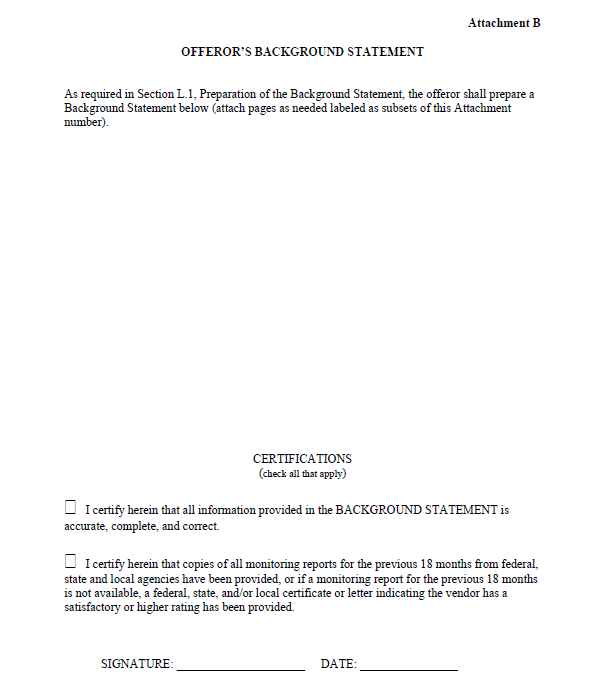 Attachment B
OFFEROR'S BACKGROUND STATEMENT
As required in Section L.1, Preparation of the Background Statement, the offeror shall prepare a
Background Statement below (attach pages as needed labeled as subsets of this Attachment
number).
CERTIFICATIONS
(check all that apply)
I certify herein that all information provided in the BACKGROUND STATEMENT is
accurate, complete, and correct.
I certify herein that copies of all monitoring reports for the previous 18 months from federal,
state and local agencies have been provided, or if a monitoring report for the previous 18 months
is not available, a federal, state, and/or local certificate or letter indicating the vendor has a
satisfactory or higher rating has been provided.
SIGNATURE: _____________________ DATE: ________________